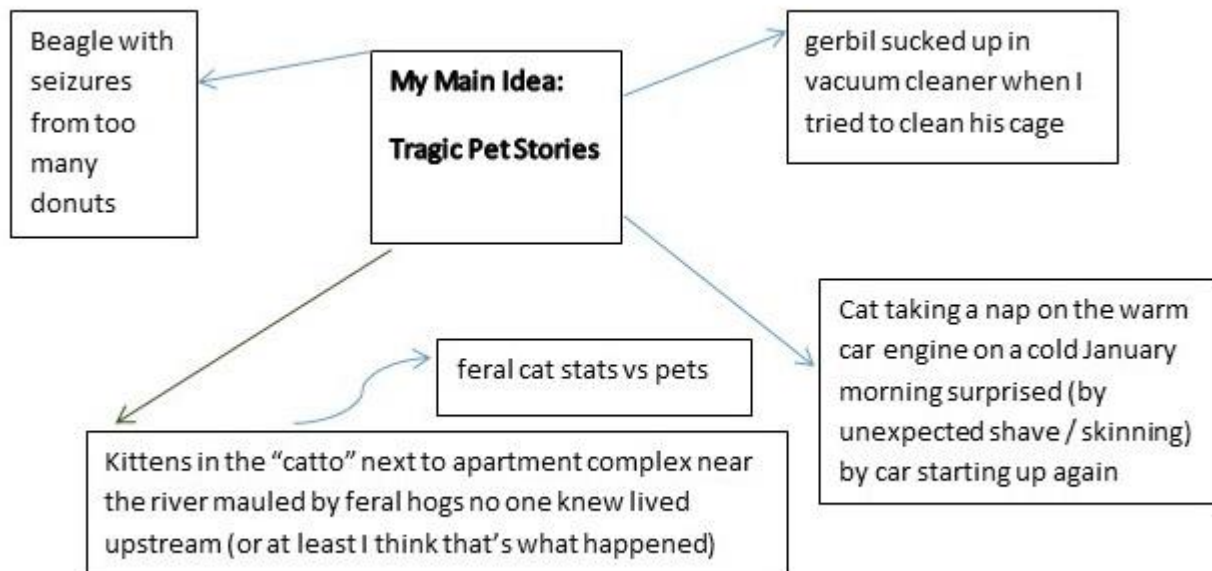 Beagle with
seizures
from too
many
donuts
My Main Idea:
Tragic Pet Stories
gerbil sucked up in
vacuum cleaner when I
tried to clean his cage
feral cat stats vs pets
Cat taking a nap on the warm
car engine on a cold January
morning surprised (by
unexpected shave / skinning)
by car starting up again
Kittens in the “catto” next to apartment complex near
the river mauled by feral hogs no one knew lived
upstream (or at least I think that’s what happened)